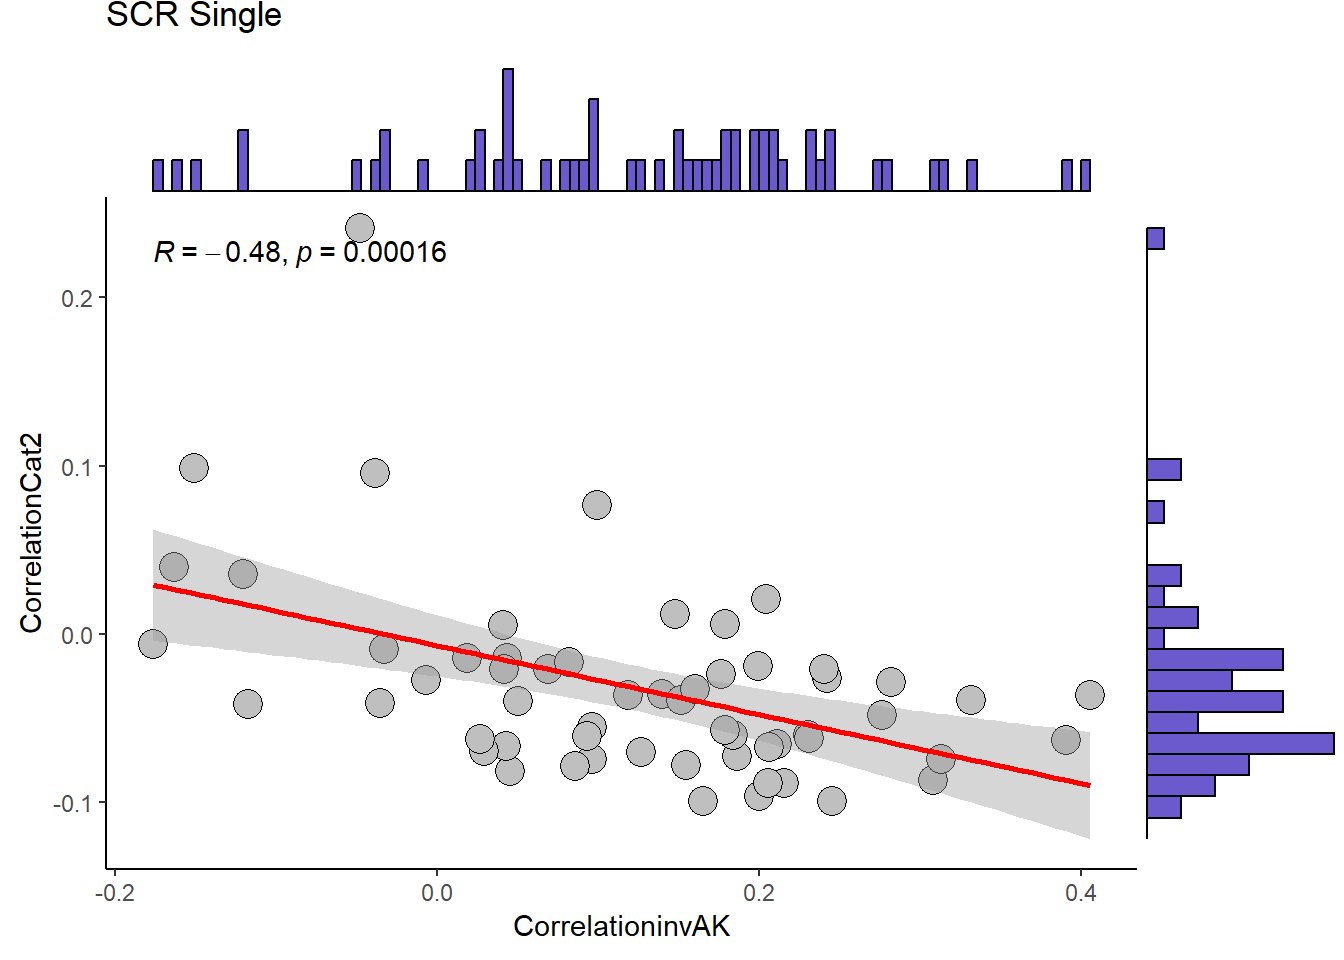 SCR Single
R = −0.48, p = 0.00016
0.2
0.1
0.0
-0.1
CorrelationCat2
-0.2 0.0 0.2 0.4
CorrelationinvAK